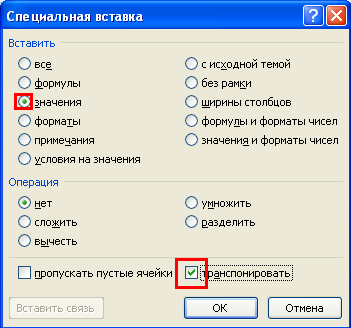 Специальная вставка
Вставить
все
с исходной темой
формулы
без рамки
значения
ширины столбцов
форматы
формулы и форматы чисел
примечания
значения и форматы чисел
условия на значения
Операция
нет
умножить
сложить
разделить
вычесть
пропускать пустые ячейки
транспонировать
Вставить связь
ОК
Отмена